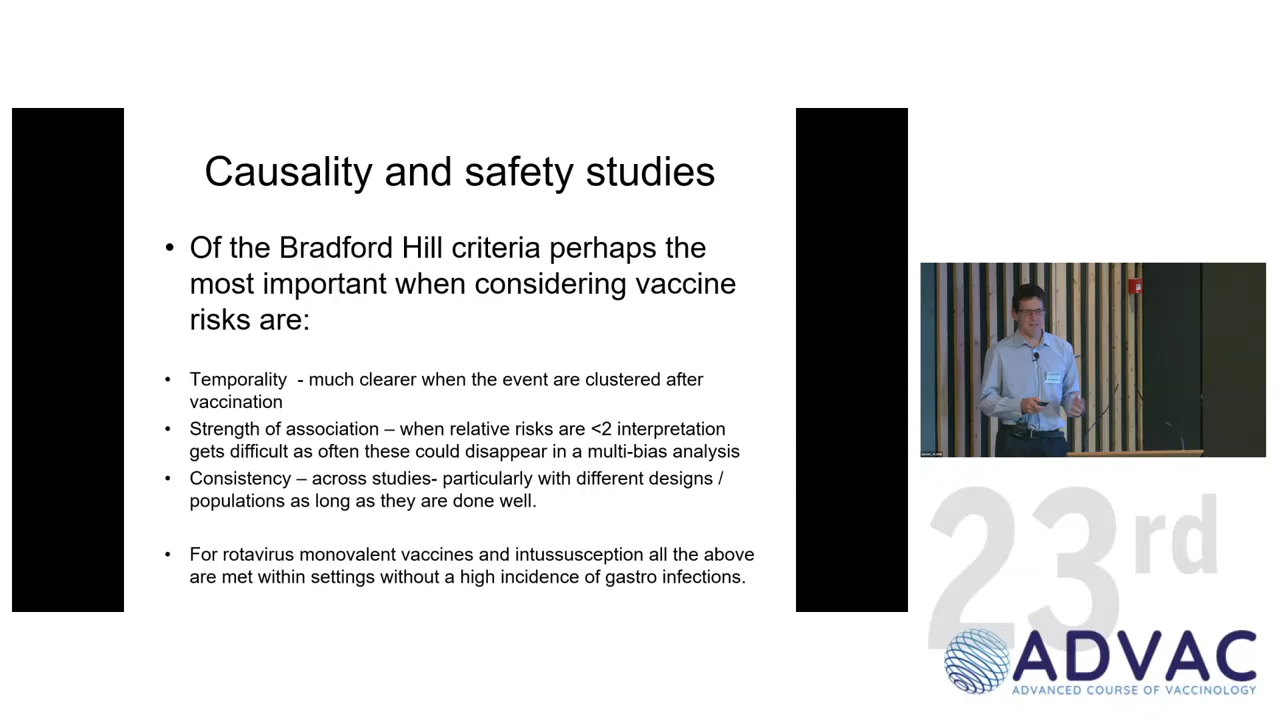 Causality and safety studies
• Of the Bradford Hill criteria perhaps the
most important when considering vaccine
risks are:
• Temporality - much clearer when the event are clustered after
vaccination
• Strength of association – when relative risks are <2 interpretation
gets difficult as often these could disappear in a multi-bias analysis
• Consistency – across studies- particularly with different designs /
populations as long as they are done well.
• For rotavirus monovalent vaccines and intussusception all the above
are met within settings without a high incidence of gastro infections.
23rd
ADVAC
ADVANCED COURSE OF VACCINOLOGY